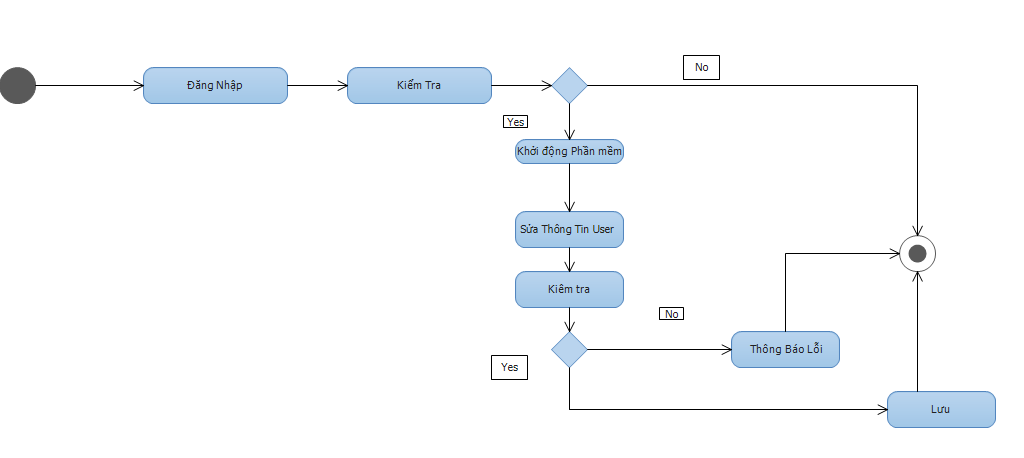 No
Đăng Nhập
Kiểm Tra
Yes
Khởi động Phần mềm
Sửa Thông Tin User
Kiêm tra
No
Thông Báo Lỗi
Yes
Lưu